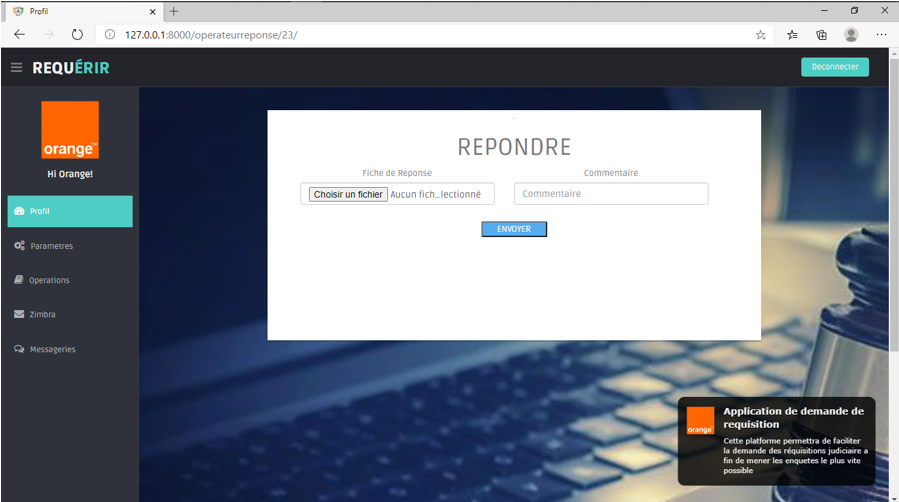 Profil
127.0.0.1:8000/operateurreponse/23/
REQUÉRIR
Deconnecter
orange™
Hi Orange!
Profil
Parametres
Operations
Zimbra
Messageries
REPONDRE
Fiche de Reponse
Commentaire
Choisir un fichier Aucun fich...lectionné
Commentaire
ENVOYER
orange
Application de demande de
requisition
Cette platforme permettra de faciliter
la demande des réquisitions judiciaire a
fin de mener les enquetes le plus vite
possible